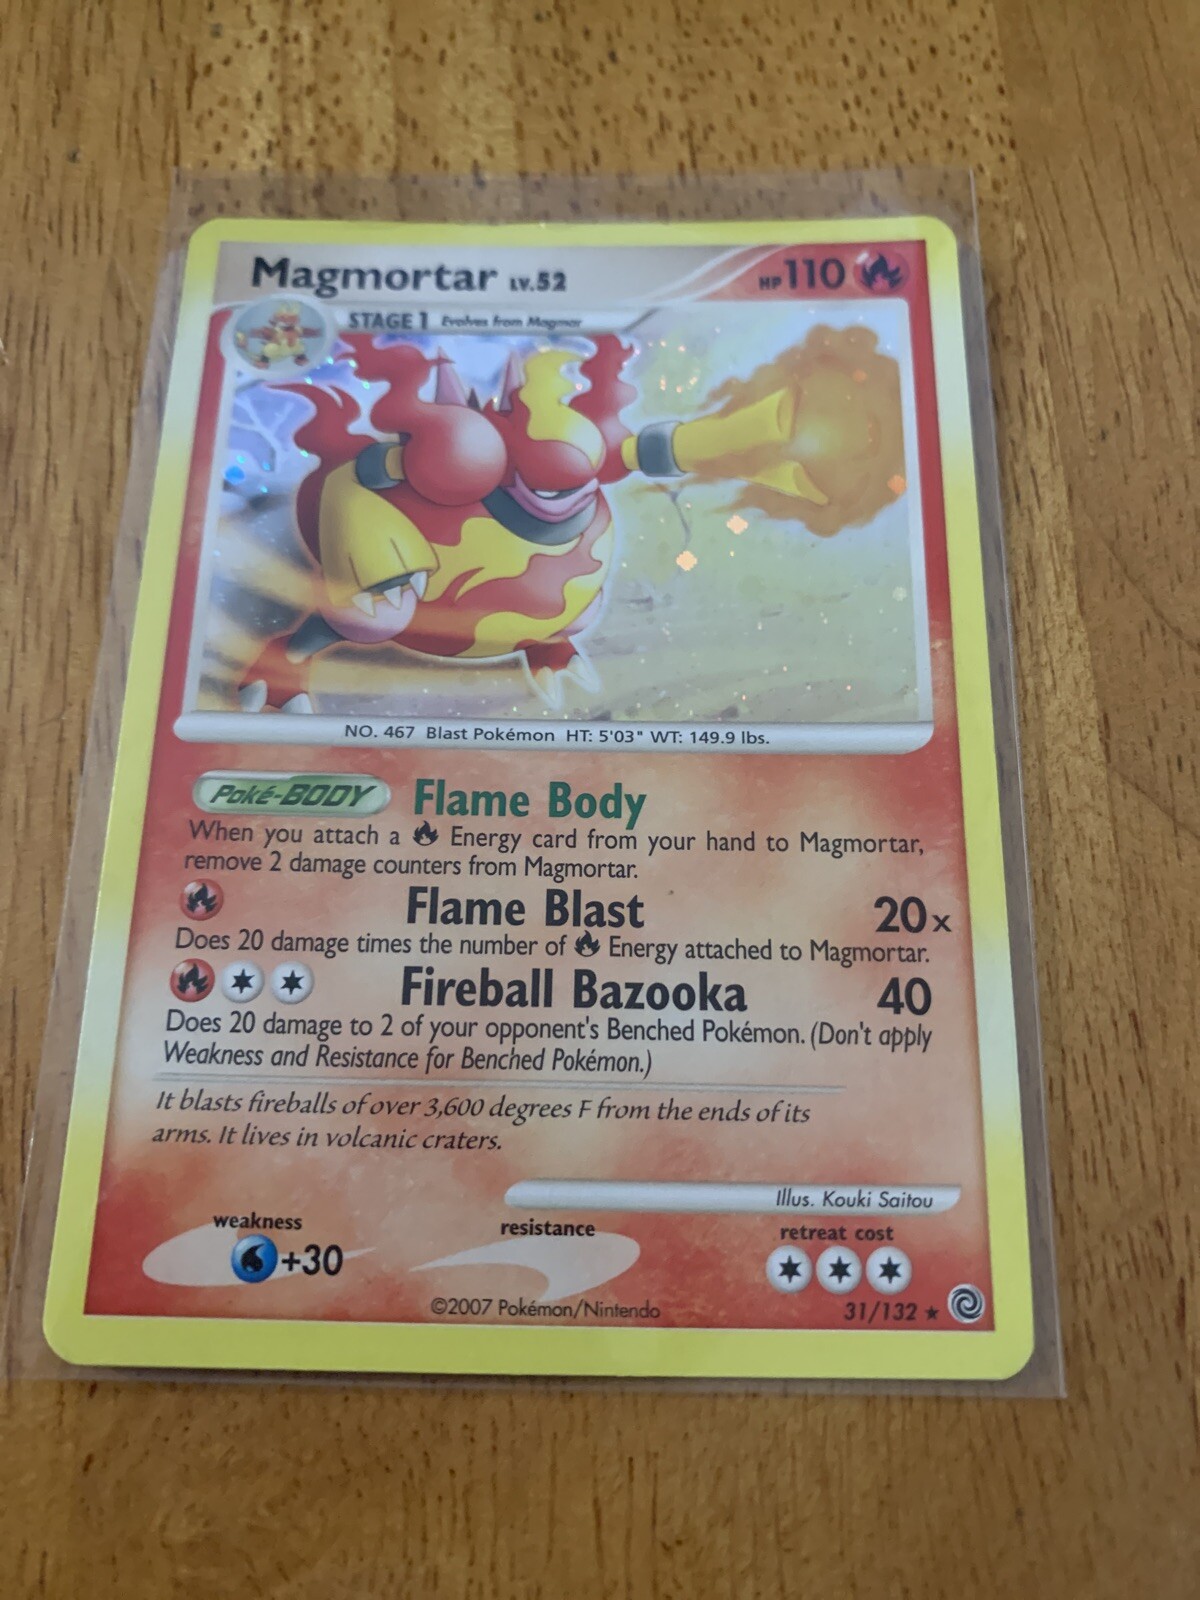 Magmortar LV.52
HP 110
STAGE 1 Evolves from Magmar
NO. 467 Blast Pokémon HT: 5'03" WT: 149.9 lbs.
Poké-BODY Flame Body
When you attach a Energy card from your hand to Magmortar,
remove 2 damage counters from Magmortar.
Flame Blast 20x
Does 20 damage times the number of Energy attached to Magmortar.
Fireball Bazooka 40
Does 20 damage to 2 of your opponent's Benched Pokémon. (Don't apply
Weakness and Resistance for Benched Pokémon.)
It blasts fireballs of over 3,600 degrees F from the ends of its
arms. It lives in volcanic craters.
Illus. Kouki Saitou
weakness resistance retreat cost
+30
©2007 Pokémon/Nintendo 31/132 ★